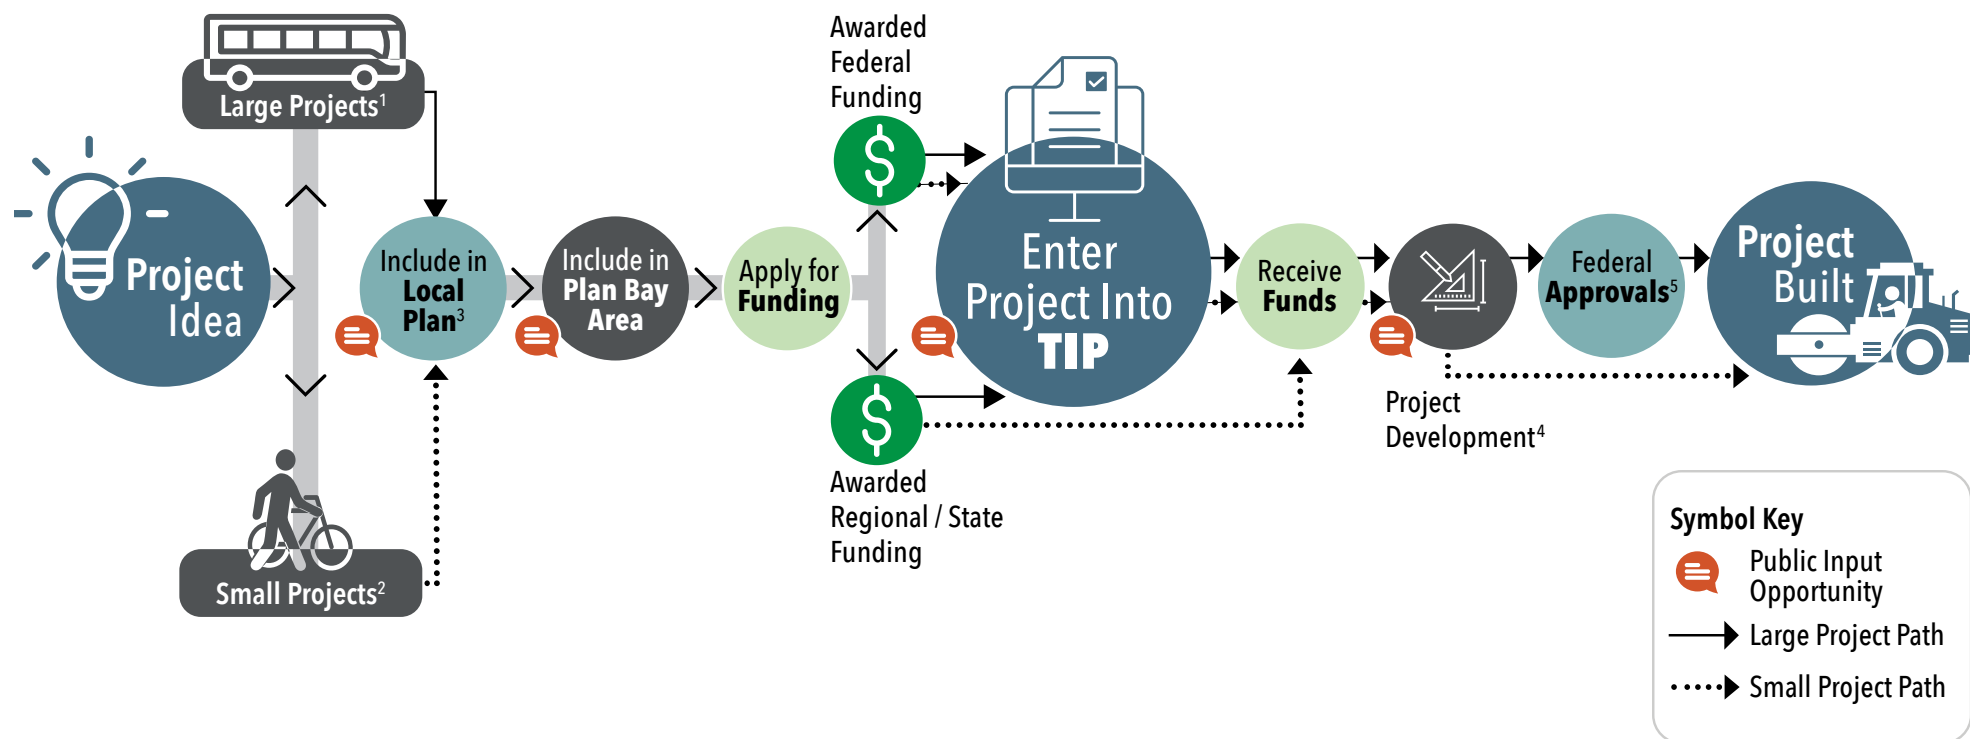 Large Projects¹
Project
Idea
Small Projects²
Include in
Local
Plan³
Include in
Plan Bay
Area
Apply for
Funding
Awarded
Federal
Funding
$
$
Awarded
Regional / State
Funding
Enter
Project Into
TIP
Receive
Funds
Project
Development⁴
Federal
Approvals⁵
Project
Built
Symbol Key
Public Input
Opportunity
Large Project Path
Small Project Path